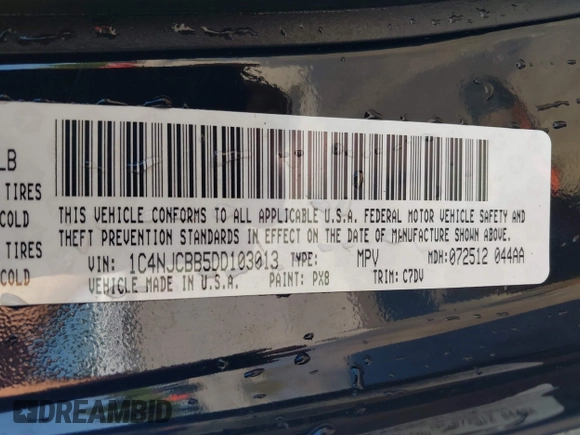 LB
TIRES
COLD
TIRES
COLD
THIS VEHICLE CONFORMS TO ALL APPLICABLE U.S.A. FEDERAL MOTOR VEHICLE SAFETY AND
THEFT PREVENTION STANDARDS IN EFFECT ON THE DATE OF MANUFACTURE SHOWN ABOVE.
VIN: 1C4NJCBB5DD103013 TYPE: MPV MDH: 072512 044AA
VEHICLE MADE IN U.S.A. PAINT: PX8 TRIM: C7DV
DREAMBID